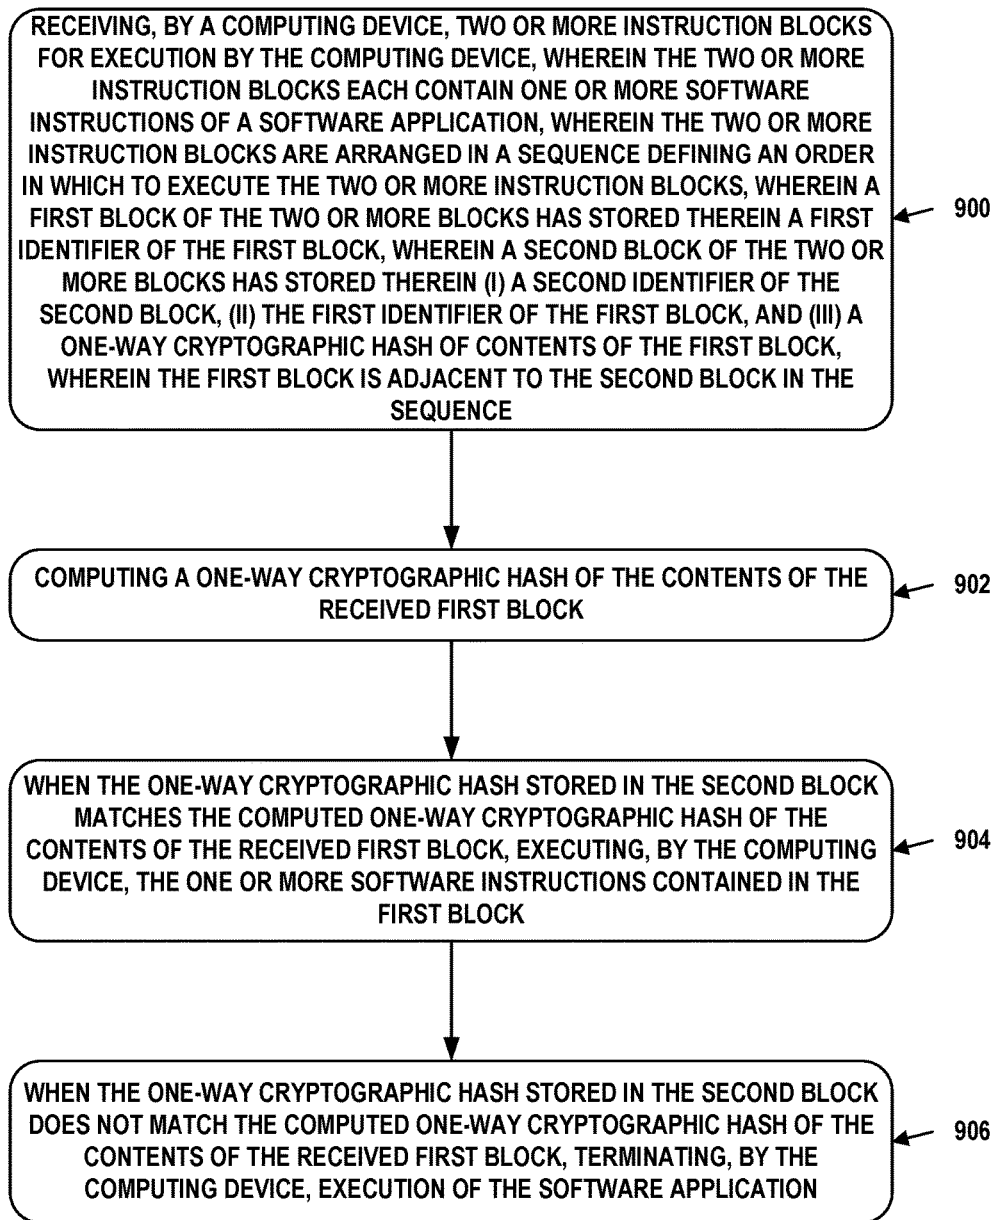 RECEIVING, BY A COMPUTING DEVICE, TWO OR MORE INSTRUCTION BLOCKS
FOR EXECUTION BY THE COMPUTING DEVICE, WHEREIN THE TWO OR MORE
INSTRUCTION BLOCKS EACH CONTAIN ONE OR MORE SOFTWARE
INSTRUCTIONS OF A SOFTWARE APPLICATION, WHEREIN THE TWO OR MORE
INSTRUCTION BLOCKS ARE ARRANGED IN A SEQUENCE DEFINING AN ORDER
IN WHICH TO EXECUTE THE TWO OR MORE INSTRUCTION BLOCKS, WHEREIN A
FIRST BLOCK OF THE TWO OR MORE BLOCKS HAS STORED THEREIN A FIRST
IDENTIFIER OF THE FIRST BLOCK, WHEREIN A SECOND BLOCK OF THE TWO OR
MORE BLOCKS HAS STORED THEREIN (I) A SECOND IDENTIFIER OF THE
SECOND BLOCK, (II) THE FIRST IDENTIFIER OF THE FIRST BLOCK, AND (III) A
ONE-WAY CRYPTOGRAPHIC HASH OF CONTENTS OF THE FIRST BLOCK,
WHEREIN THE FIRST BLOCK IS ADJACENT TO THE SECOND BLOCK IN THE
SEQUENCE
900
COMPUTING A ONE-WAY CRYPTOGRAPHIC HASH OF THE CONTENTS OF THE
RECEIVED FIRST BLOCK
902
WHEN THE ONE-WAY CRYPTOGRAPHIC HASH STORED IN THE SECOND BLOCK
MATCHES THE COMPUTED ONE-WAY CRYPTOGRAPHIC HASH OF THE
CONTENTS OF THE RECEIVED FIRST BLOCK, EXECUTING, BY THE COMPUTING
DEVICE, THE ONE OR MORE SOFTWARE INSTRUCTIONS CONTAINED IN THE
FIRST BLOCK
904
WHEN THE ONE-WAY CRYPTOGRAPHIC HASH STORED IN THE SECOND BLOCK
DOES NOT MATCH THE COMPUTED ONE-WAY CRYPTOGRAPHIC HASH OF THE
CONTENTS OF THE RECEIVED FIRST BLOCK, TERMINATING, BY THE
COMPUTING DEVICE, EXECUTION OF THE SOFTWARE APPLICATION
906